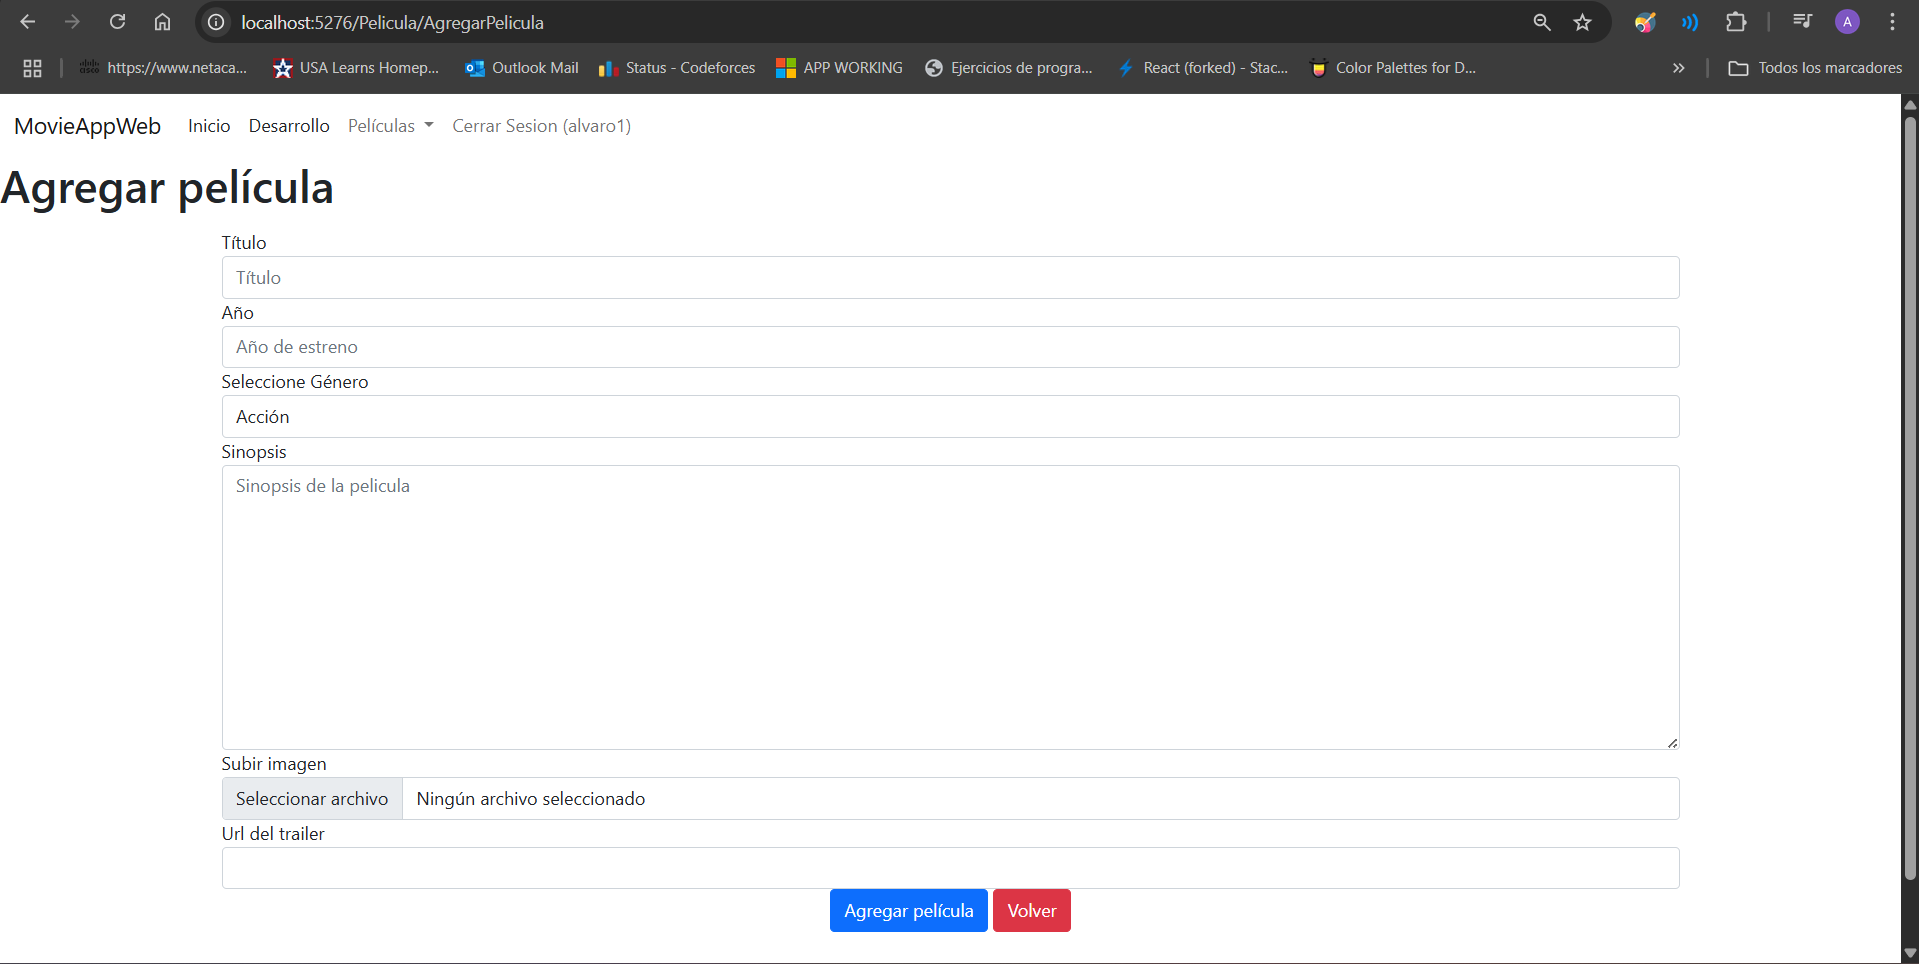 localhost:5276/Pelicula/AgregarPelicula
A
https://www.netaca...
USA Learns Homep...
Outlook Mail
Status - Codeforces
APP WORKING
Ejercicios de progra...
React (forked) - Stac...
Color Palettes for D...
»
Todos los marcadores
MovieAppWeb
Inicio
Desarrollo
Películas
Cerrar Sesion (alvaro1)
Agregar película
Título
Título
Año
Año de estreno
Seleccione Género
Acción
Sinopsis
Sinopsis de la pelicula
Subir imagen
Seleccionar archivo
Ningún archivo seleccionado
Url del trailer
Agregar película
Volver